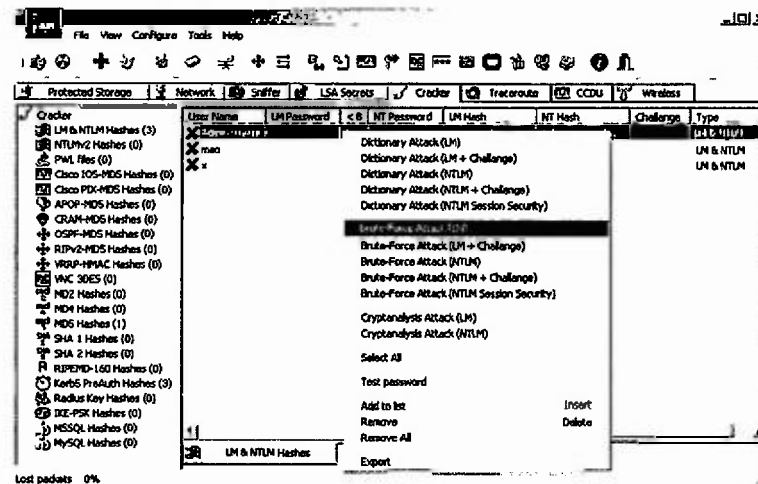 File View Configure Tools Help
Protected Storage Network Sniffer LSA Secrets Cracker Traceroute CCDU Wireless
Cracker
LM & NTLM Hashes (3)
NTLMv2 Hashes (0)
PWL files (0)
Cisco IOS-MD5 Hashes (0)
Cisco PIX-MD5 Hashes (0)
APOP-MD5 Hashes (0)
CRAM-MD5 Hashes (0)
OSPF-MD5 Hashes (0)
RIPv2-MD5 Hashes (0)
VRRP-HMAC Hashes (0)
VNC 3DES (0)
MD2 Hashes (0)
MD4 Hashes (0)
MD5 Hashes (1)
SHA 1 Hashes (0)
SHA 2 Hashes (0)
RIPEMD-160 Hashes (0)
Kerb5 PreAuth Hashes (3)
Radius Key Hashes (0)
IKE-PSK Hashes (0)
MSSQL Hashes (0)
MySQL Hashes (0)
User Name LM Password < 8 NT Password LM Hash NT Hash Challenge Type
LM & NTLM
mao LM & NTLM
x LM & NTLM
Dictionary Attack (LM)
Dictionary Attack (LM + Challenge)
Dictionary Attack (NTLM)
Dictionary Attack (NTLM + Challenge)
Dictionary Attack (NTLM Session Security)
Brute-Force Attack (LM)
Brute-Force Attack (LM + Challenge)
Brute-Force Attack (NTLM)
Brute-Force Attack (NTLM + Challenge)
Brute-Force Attack (NTLM Session Security)
Cryptanalysis Attack (LM)
Cryptanalysis Attack (NTLM)
Select All
Test password
Add to list Insert
Remove Delete
Remove All
Export
LM & NTLM Hashes
Lost packets 0%